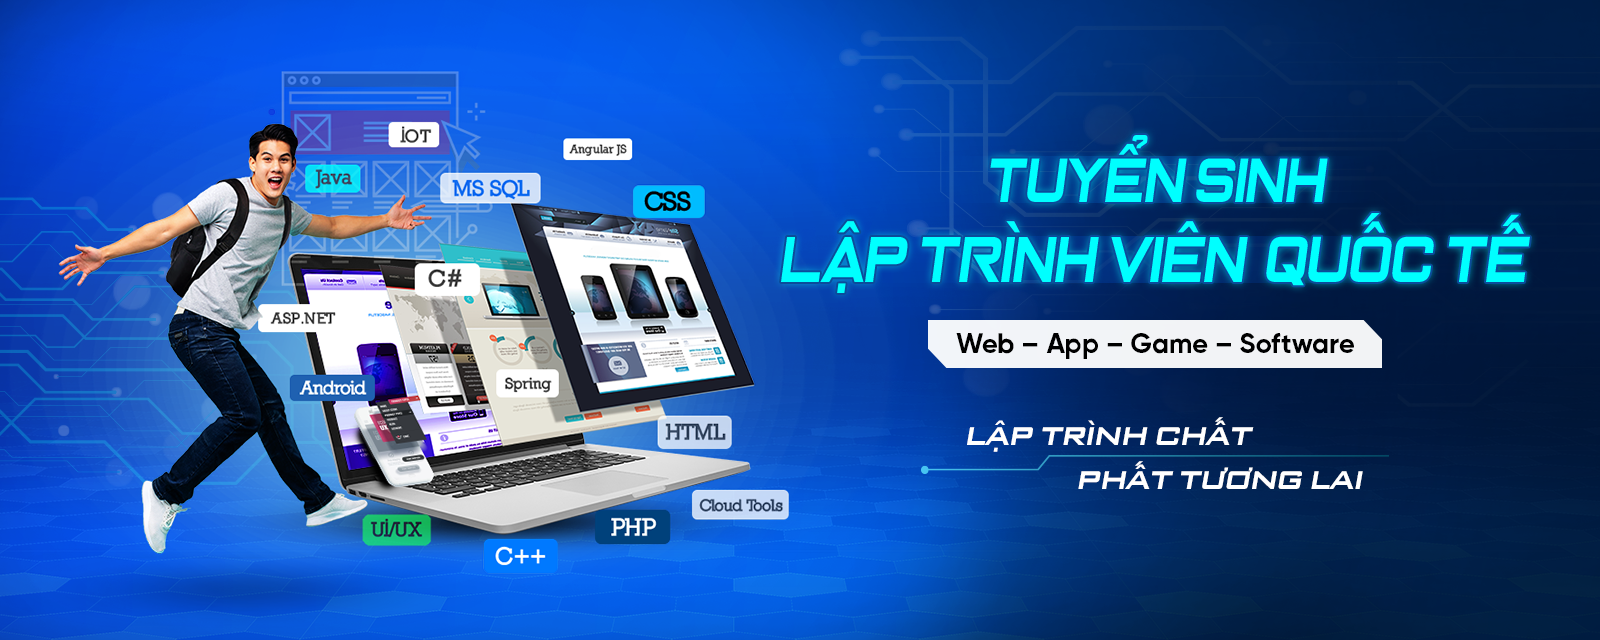 iOT
Angular JS
Java
MS SQL
CSS
C#
ASP.NET
Android
Spring
HTML
Cloud Tools
UI/UX
PHP
C++
TUYỂN SINH
LẬP TRÌNH VIÊN QUỐC TẾ
Web – App – Game – Software
LẬP TRÌNH CHẤT
PHẤT TƯƠNG LAI